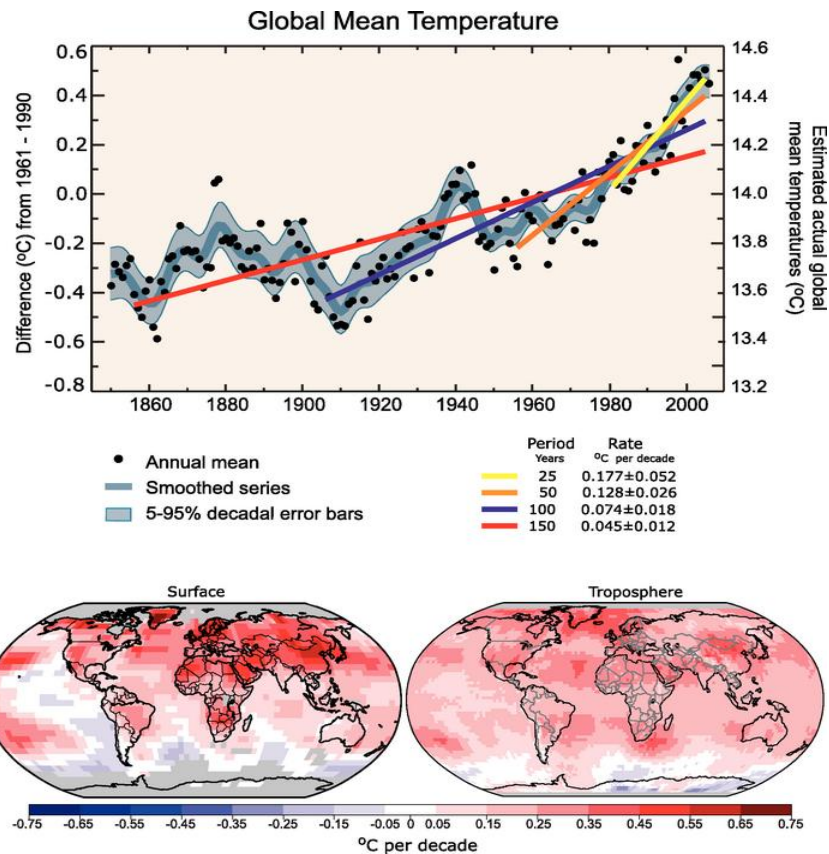 Global Mean Temperature
Difference (ºC) from 1961 - 1990
0.6
0.4
0.2
0.0
-0.2
-0.4
-0.6
-0.8
14.6
14.4
14.2
14.0
13.8
13.6
13.4
13.2
Estimated actual global
mean temperatures (ºC)
1860 1880 1900 1920 1940 1960 1980 2000
Annual mean
Smoothed series
5-95% decadal error bars
Period Rate
Years ºC per decade
25 0.177±0.052
50 0.128±0.026
100 0.074±0.018
150 0.045±0.012
Surface
Troposphere
-0.75 -0.65 -0.55 -0.45 -0.35 -0.25 -0.15 -0.05 0 0.05 0.15 0.25 0.35 0.45 0.55 0.65 0.75
ºC per decade